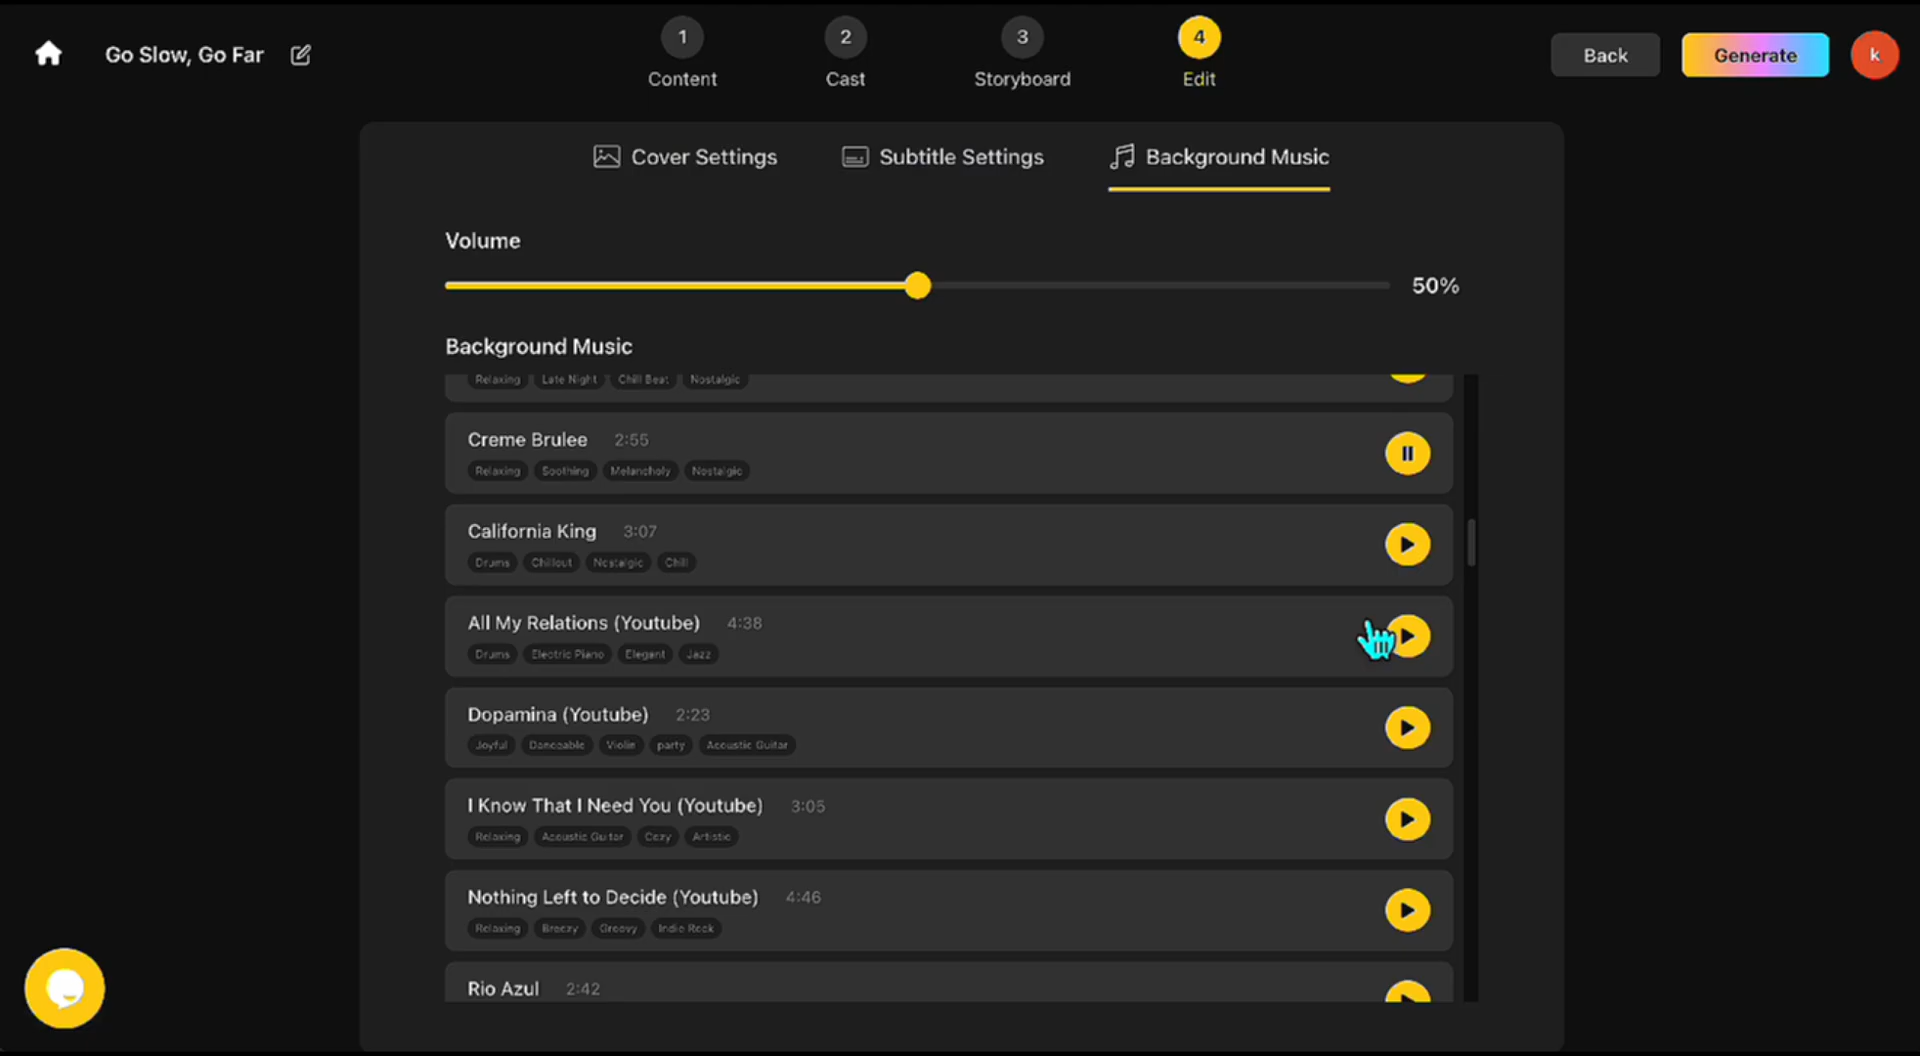 Go Slow, Go Far
1 2 3 4
Content Cast Storyboard Edit
Back Generate k
Cover Settings Subtitle Settings Background Music
Volume
50%
Background Music
Relaxing Late Night Chill Beat Nostalgic
Creme Brulee 2:55
Relaxing Soothing Melancholy Nostalgic
California King 3:07
Drums Chillout Nostalgic Chill
All My Relations (Youtube) 4:38
Drums Electric Piano Elegant Jazz
Dopamina (Youtube) 2:23
Joyful Danceable Violin party Acoustic Guitar
I Know That I Need You (Youtube) 3:05
Relaxing Acoustic Guitar Cozy Artistic
Nothing Left to Decide (Youtube) 4:46
Relaxing Breezy Groovy Indie Rock
Rio Azul 2:42